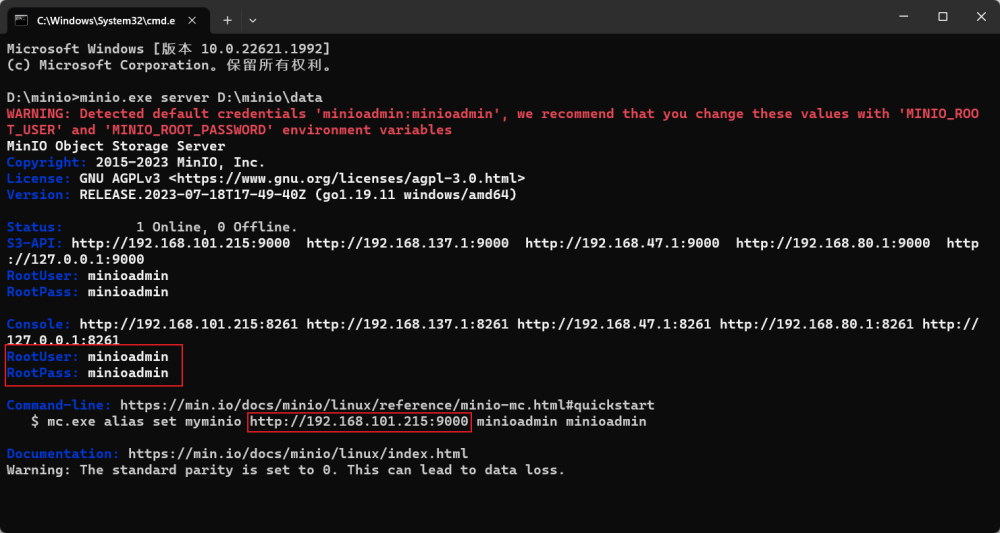 C:\Windows\System32\cmd.e
Microsoft Windows [版本 10.0.22621.1992]
(c) Microsoft Corporation。保留所有权利。
D:\minio>minio.exe server D:\minio\data
WARNING: Detected default credentials 'minioadmin:minioadmin', we recommend that you change these values with 'MINIO_ROO
T_USER' and 'MINIO_ROOT_PASSWORD' environment variables
MinIO Object Storage Server
Copyright: 2015-2023 MinIO, Inc.
License: GNU AGPLv3 <https://www.gnu.org/licenses/agpl-3.0.html>
Version: RELEASE.2023-07-18T17-49-40Z (go1.19.11 windows/amd64)
Status:         1 Online, 0 Offline.
S3-API: http://192.168.101.215:9000  http://192.168.137.1:9000  http://192.168.47.1:9000  http://192.168.80.1:9000  http
://127.0.0.1:9000
RootUser: minioadmin
RootPass: minioadmin
Console: http://192.168.101.215:8261 http://192.168.137.1:8261 http://192.168.47.1:8261 http://192.168.80.1:8261 http://
127.0.0.1:8261
RootUser: minioadmin
RootPass: minioadmin
Command-line: https://min.io/docs/minio/linux/reference/minio-mc.html#quickstart
   $ mc.exe alias set myminio http://192.168.101.215:9000 minioadmin minioadmin
Documentation: https://min.io/docs/minio/linux/index.html
Warning: The standard parity is set to 0. This can lead to data loss.